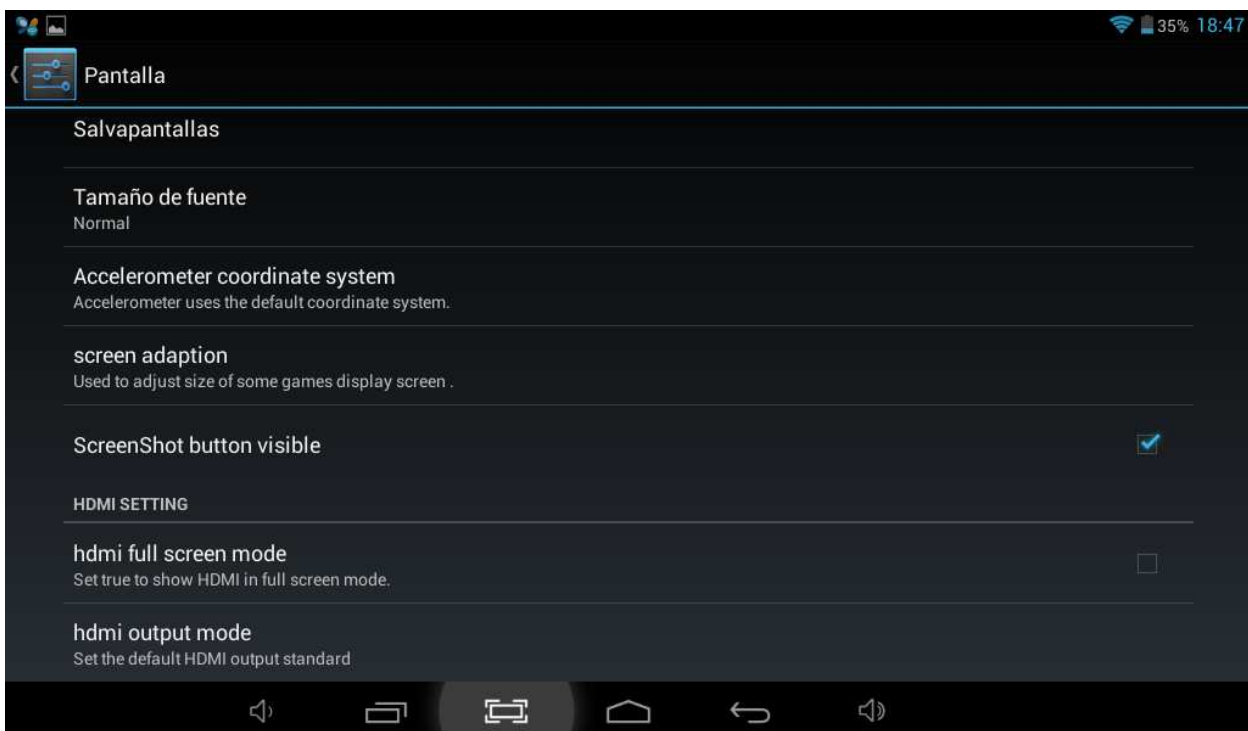 35% 18:47
Pantalla
Salvapantallas
Tamaño de fuente
Normal
Accelerometer coordinate system
Accelerometer uses the default coordinate system.
screen adaption
Used to adjust size of some games display screen .
ScreenShot button visible
HDMI SETTING
hdmi full screen mode
Set true to show HDMI in full screen mode.
hdmi output mode
Set the default HDMI output standard